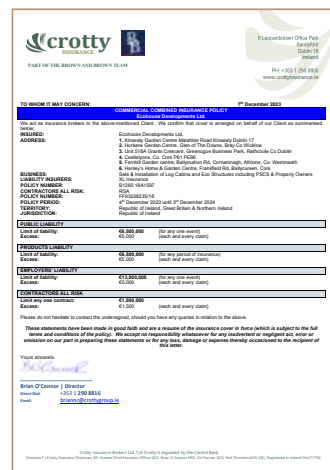 crotty
INSURANCE
B B
PART OF THE BROWN AND BROWN TEAM
6 Leopardstown Office Park
Sandyford
Dublin 18
Ireland
PH: +353 1 290 8800
www.crottyinsurance.ie
TO WHOM IT MAY CONCERN: 7th December 2023
COMMERCIAL COMBINED INSURANCE POLICY
Ecohouse Developments Ltd.
We act as insurance brokers to the above-mentioned Client. We confirm that cover is arranged on behalf of our Client as summarised
below;
INSURED: Ecohouse Developments Ltd.
ADDRESS: 1. Kinsealy Garden Centre Malahide Road Kinsealy Dublin 17
2. Horkans Garden Centre, Glen of The Downs, Bray Co Wicklow
3. Unit 518A Grants Crescent, Greenogue Business Park, Rathcoole Co Dublin
4. Castlelyons, Co. Cork P61 PE86
5. Fernhill Garden centre, Ballymahon Rd, Cornamagh, Athlone, Co. Westmeath
6. Hanley's Home & Garden Centre, Frankfield Rd, Ballycurreen, Cork
BUSINESS: Sale & Installation of Log Cabins and Eco Structures including PSCS & Property Owners
LIABILITY INSURERS: XL Insurance
POLICY NUMBER
CONTRACTORS ALL RISK: RSA
POLICY NUMBER
POLICY PERIOD: 4th December 2023 until 3rd December 2024
TERRITORY: Republic of Ireland, Great Britain & Northern Ireland
JURISDICTION: Republic of Ireland
PUBLIC LIABILITY
Limit of liability: €6,500,000 (for any one event)
Excess: €5,000 (each and every claim)
PRODUCTS LIABILITY
Limit of liability: €6,500,000 (for any period of insurance)
Excess: €5,000 (each and every claim)
EMPLOYERS' LIABILITY
Limit of liability: €13,000,000 (for any one event)
Excess: €5,000 (each and every claim)
CONTRACTORS ALL RISK
Limit any one contract: €1,000,000
Excess: €1,500 (each and every claim)
Please do not hesitate to contact the undersigned, should you have any queries in relation to the above.
These statements have been made in good faith and are a resume of the insurance cover in force (which is subject to the full
terms and conditions of the policy). We accept no responsibility whatsoever for any inadvertent or negligent act, error or
omission on our part in preparing these statements or for any loss, damage or expense thereby occasioned to the recipient of
this letter.
Yours sincerely,
Brian O'Connor | Director
Direct Dial: +353 1 290 8816
Email: brianoc@crottygroup.ie
Crotty Insurance Brokers Ltd. T/A Crotty is regulated by the Central Bank